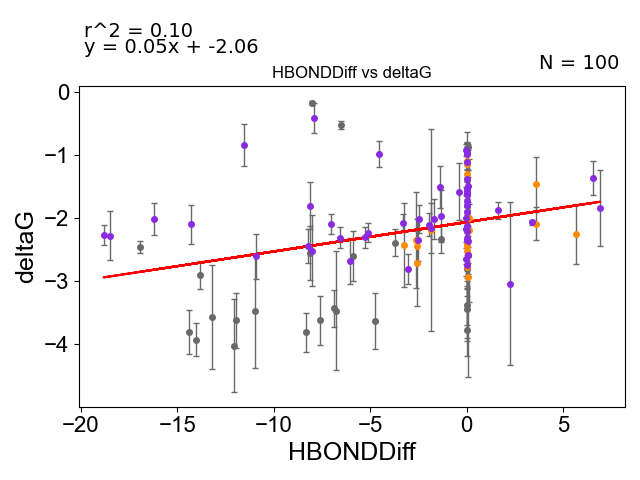 r^2 = 0.10
y = 0.05x + -2.06
N = 100
HBONDDiff vs deltaG
deltaG
0
−1
−2
−3
−4
−20
−15
−10
−5
0
5
HBONDDiff